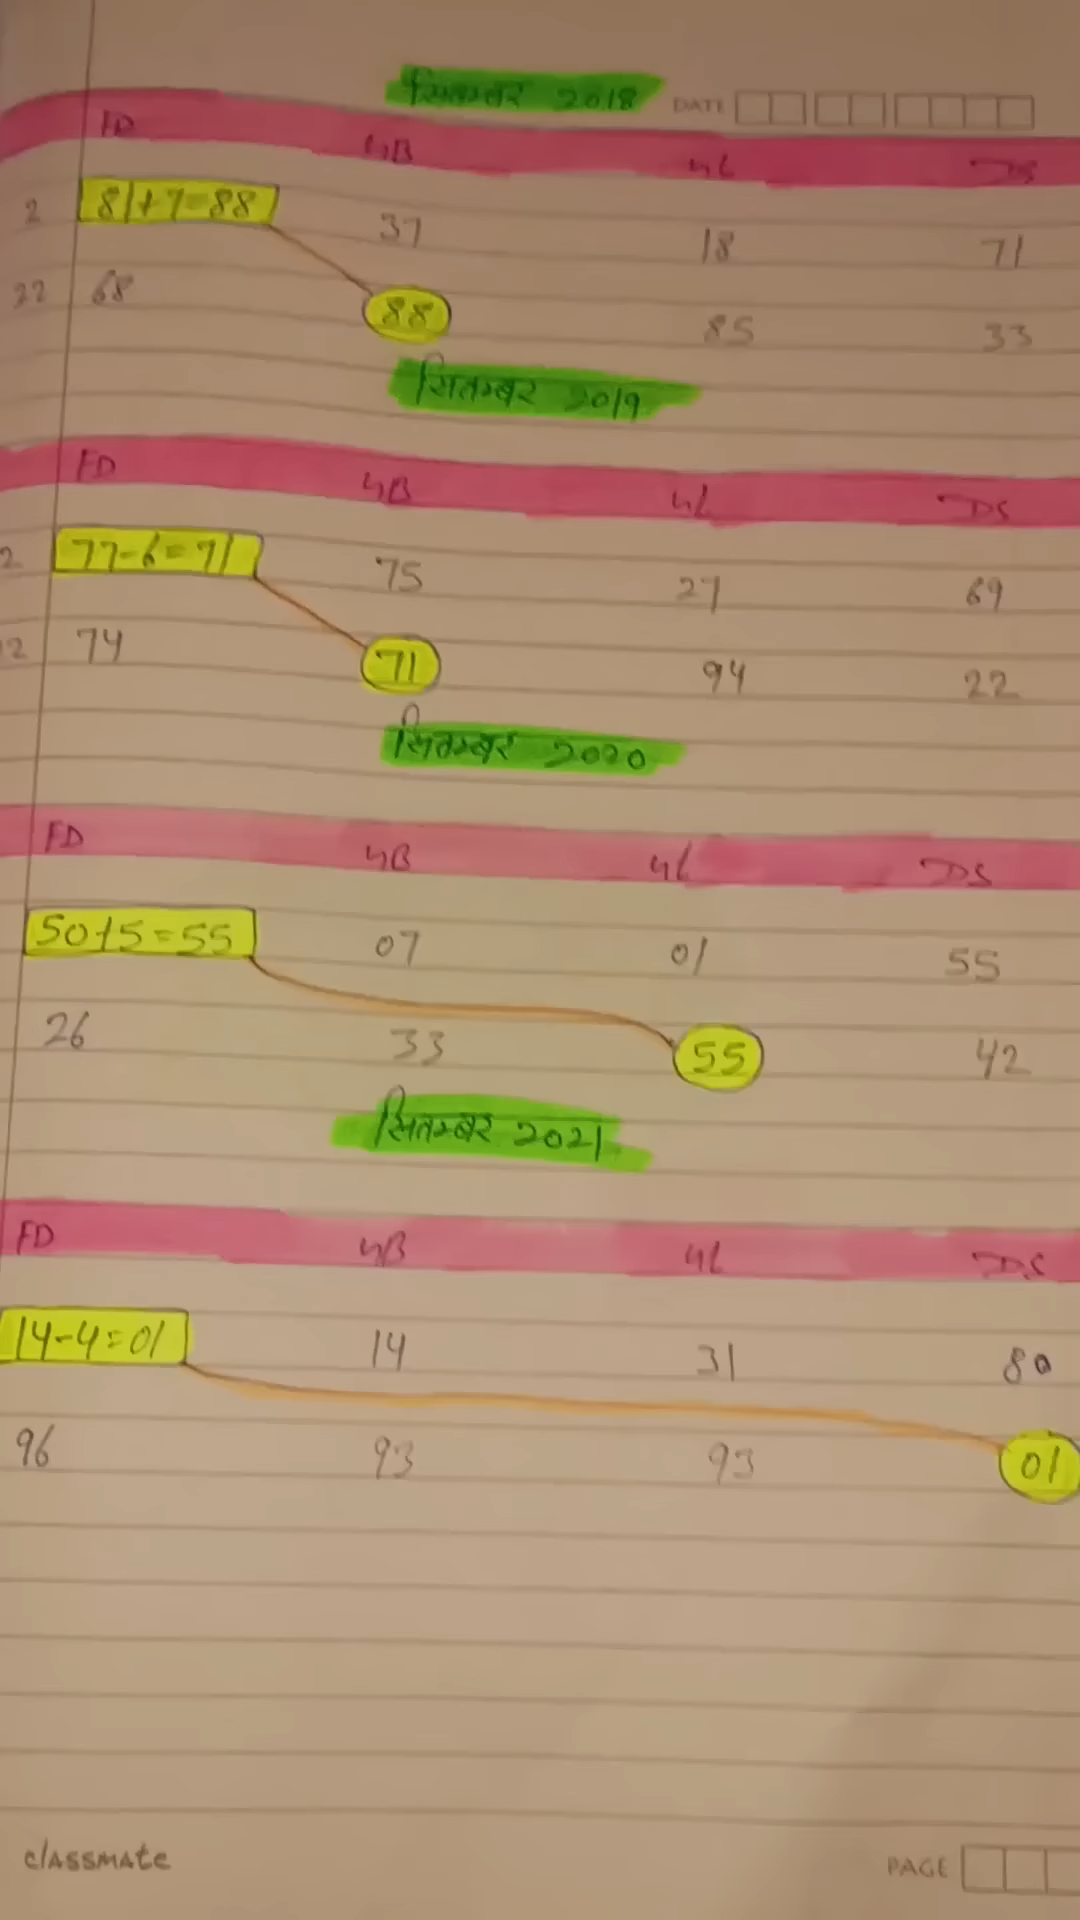 सितम्बर 2018
DATE
FD GB GL DS
2 81+7=88 37 18 71
22 68 88 85 33
सितम्बर 2019
FD GB GL DS
2 77-6=71 75 27 69
12 74 71 94 22
सितम्बर 2020
FD GB GL DS
50+5=55 07 01 55
26 33 55 42
सितम्बर 2021
FD GB GL DS
14-4=01 14 31 80
96 93 93 01
classmate
PAGE